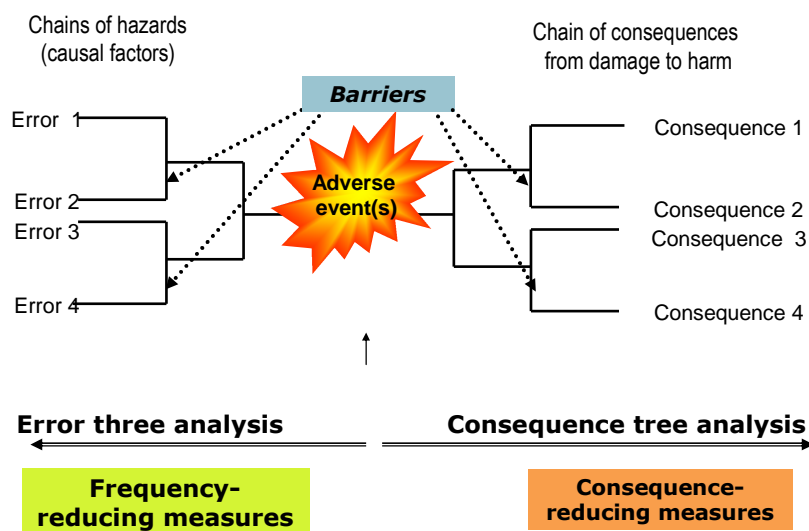 Chains of hazards
(causal factors)
Chain of consequences
from damage to harm
Barriers
Error 1
Error 2
Error 3
Error 4
Adverse
event(s)
Consequence 1
Consequence 2
Consequence 3
Consequence 4
Error three analysis
Consequence tree analysis
Frequency-
reducing measures
Consequence-
reducing measures